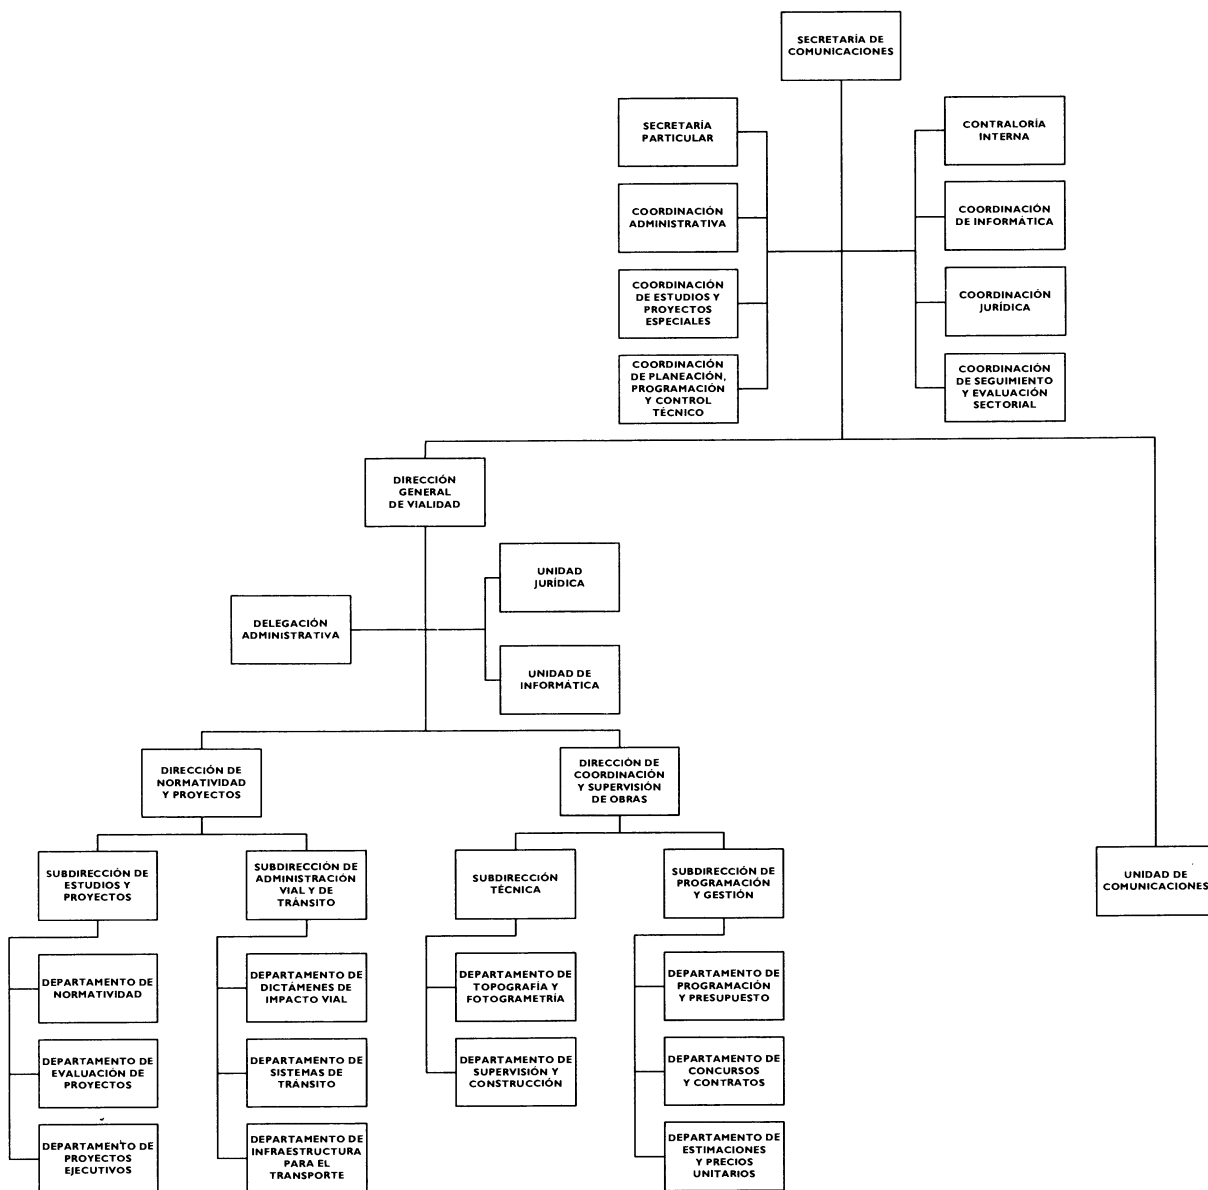 SECRETARÍA DE
COMUNICACIONES
SECRETARÍA
PARTICULAR
CONTRALORÍA
INTERNA
COORDINACIÓN
ADMINISTRATIVA
COORDINACIÓN
DE INFORMÁTICA
COORDINACIÓN
DE ESTUDIOS Y
PROYECTOS
ESPECIALES
COORDINACIÓN
JURÍDICA
COORDINACIÓN
DE PLANEACIÓN,
PROGRAMACIÓN
Y CONTROL
TÉCNICO
COORDINACIÓN
DE SEGUIMIENTO
Y EVALUACIÓN
SECTORIAL
DIRECCIÓN
GENERAL
DE VIALIDAD
UNIDAD
JURÍDICA
DELEGACIÓN
ADMINISTRATIVA
UNIDAD DE
INFORMÁTICA
DIRECCIÓN DE
NORMATIVIDAD
Y PROYECTOS
DIRECCIÓN DE
COORDINACIÓN
Y SUPERVISIÓN
DE OBRAS
SUBDIRECCIÓN DE
ESTUDIOS Y
PROYECTOS
SUBDIRECCIÓN DE
ADMINISTRACIÓN
VIAL Y DE
TRÁNSITO
SUBDIRECCIÓN
TÉCNICA
SUBDIRECCIÓN DE
PROGRAMACIÓN
Y GESTIÓN
UNIDAD DE
COMUNICACIONES
DEPARTAMENTO DE
NORMATIVIDAD
DEPARTAMENTO DE
DICTÁMENES DE
IMPACTO VIAL
DEPARTAMENTO DE
TOPOGRAFÍA Y
FOTOGRAMETRÍA
DEPARTAMENTO DE
PROGRAMACIÓN
Y PRESUPUESTO
DEPARTAMENTO DE
EVALUACIÓN DE
PROYECTOS
DEPARTAMENTO DE
SISTEMAS DE
TRÁNSITO
DEPARTAMENTO DE
SUPERVISIÓN Y
CONSTRUCCIÓN
DEPARTAMENTO DE
CONCURSOS
Y CONTRATOS
DEPARTAMENTO DE
PROYECTOS
EJECUTIVOS
DEPARTAMENTO DE
INFRAESTRUCTURA
PARA EL
TRANSPORTE
DEPARTAMENTO DE
ESTIMACIONES
Y PRECIOS
UNITARIOS